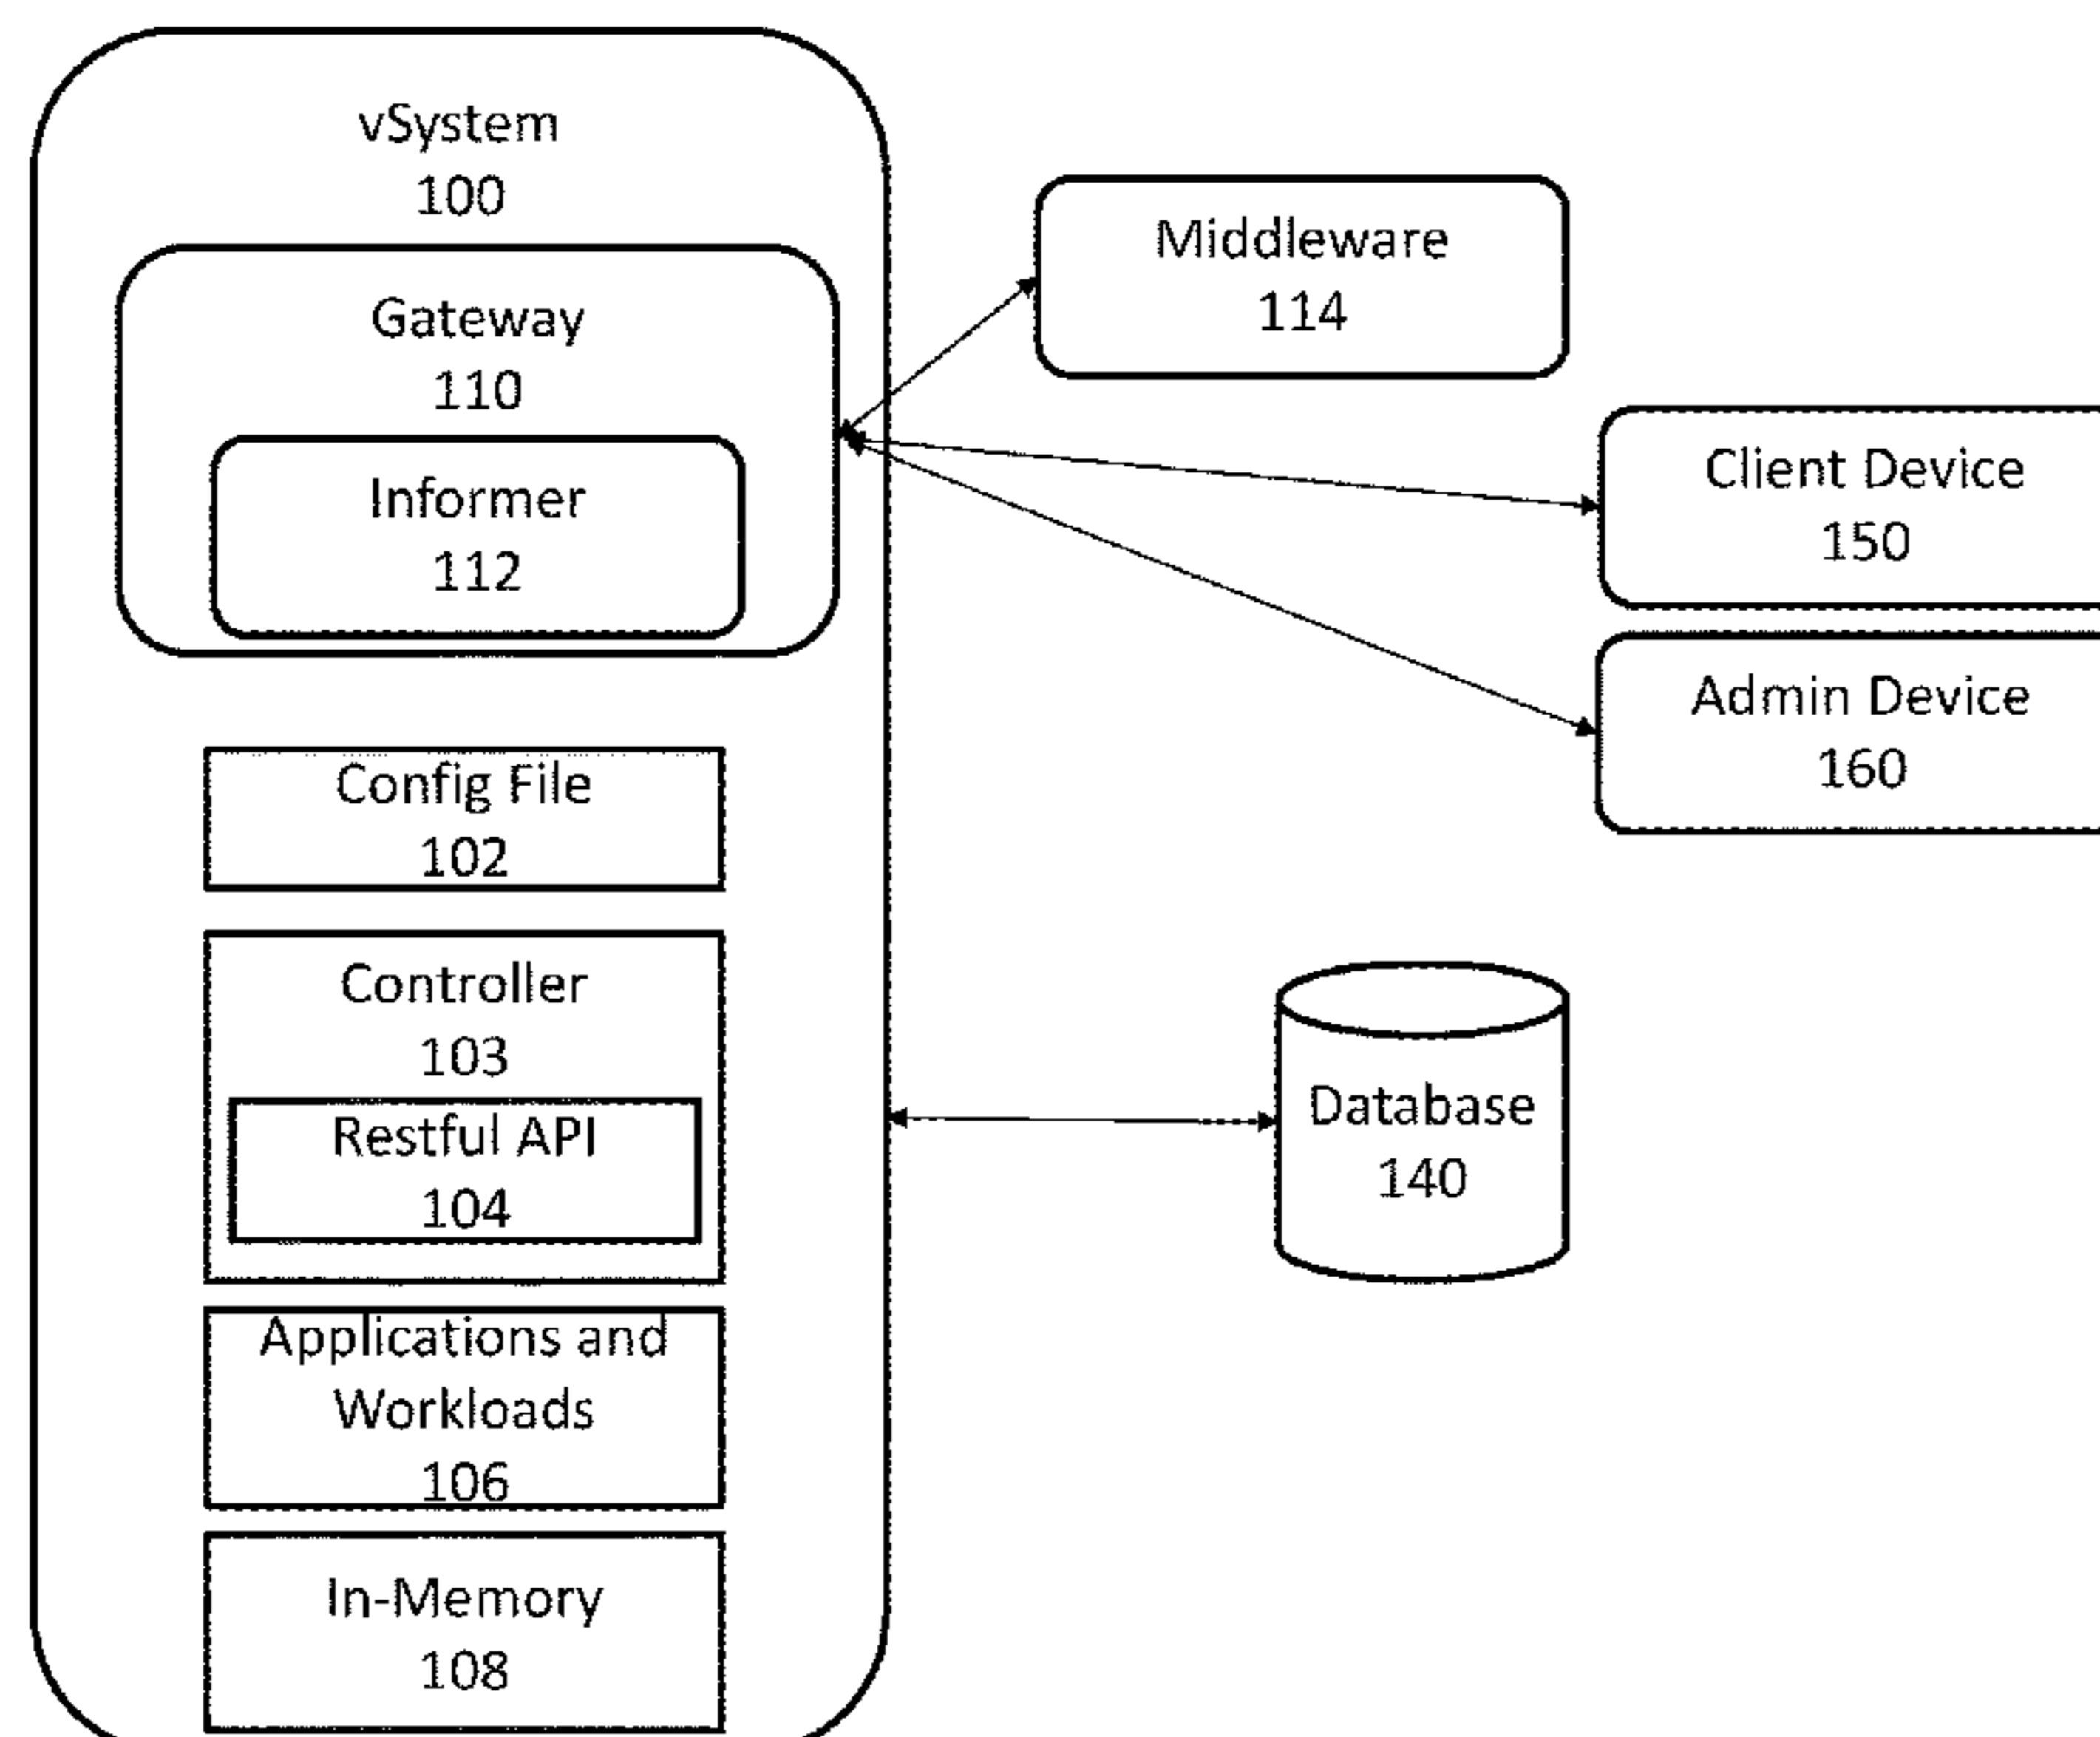 vSystem
100
Gateway
110
Informer
112
Config File
102
Controller
103
Restful API
104
Applications and
Workloads
106
In-Memory
108
Middleware
114
Client Device
150
Admin Device
160
Database
140